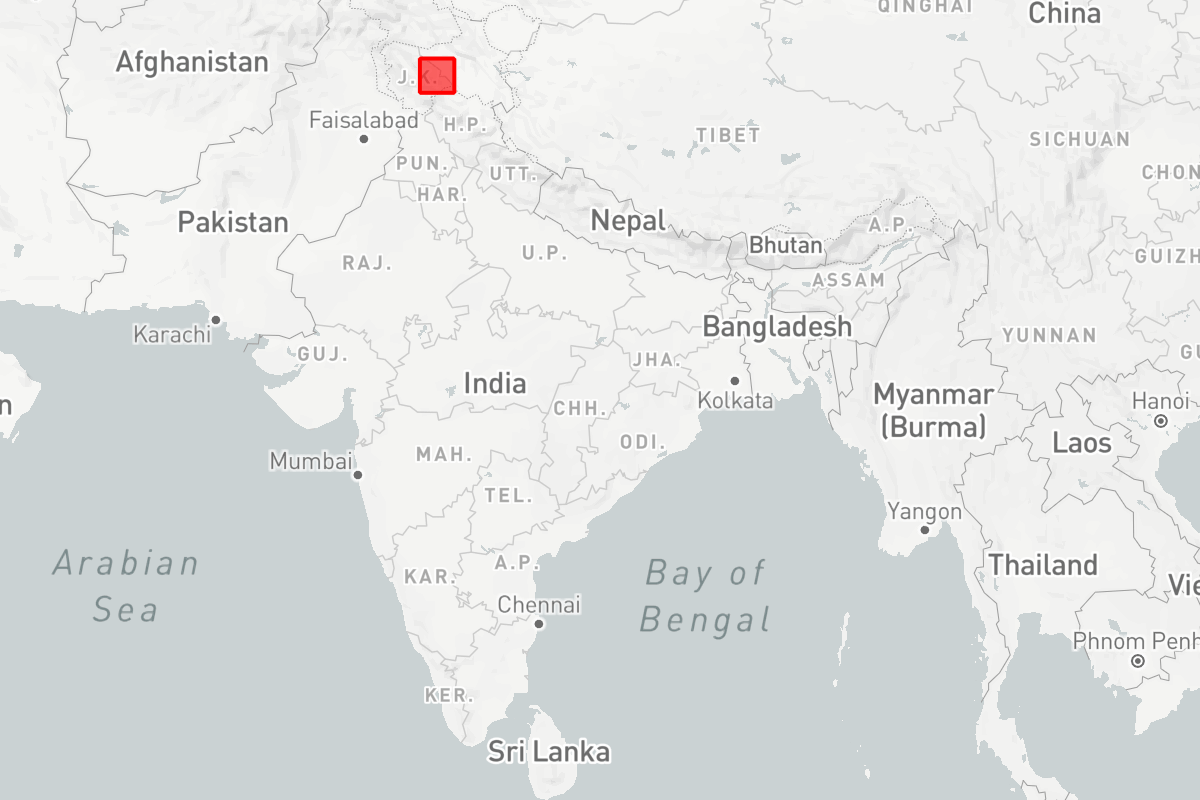 QINGHAI
China
Afghanistan
J.K.
Faisalabad
H.P.
TIBET
SICHUAN
PUN.
UTT.
CHON
HAR.
Pakistan
Nepal
A.P.
Bhutan
RAJ.
U.P.
GUIZH
ASSAM
Karachi
Bangladesh
YUNNAN
GUJ.
JHA.
GU
India
Kolkata
Myanmar
(Burma)
Hanoi
n
CHH.
ODI.
Laos
MAH.
Mumbai
TEL.
Yangon
Arabian
Sea
Bay of
Bengal
A.P.
KAR.
Thailand
Vie
Chennai
Phnom Penh
KER.
Sri Lanka